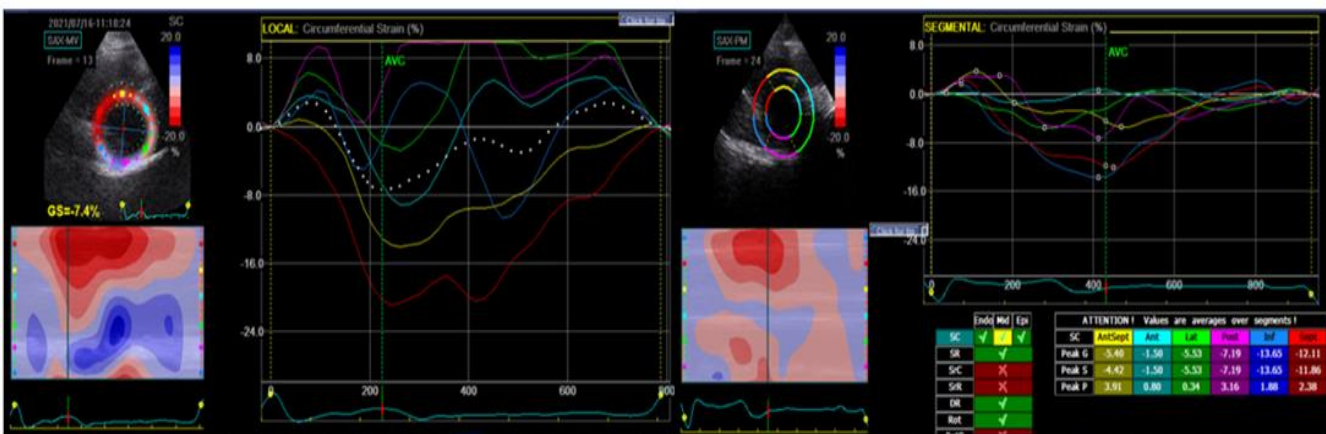 2021/07/16-11:18:24 SC
SAX-MV
Frame = 13
20.0
-20.0
%
GS=-7.4%
LOCAL: Circumferential Strain (%)
AVC
8.0
0.0
-8.0
-16.0
-24.0
0 200 400 600 800
SAX-PM
Frame = 24
20.0
-20.0
%
SEGMENTAL: Circumferential Strain (%)
AVC
8.0
0.0
-8.0
-16.0
-24.0
0 200 400 600 800
Endo Mid Epi
SC
SR
SrC
SrR
DR
Rot
ATTENTION! Values are averages over segments!
SC AntSept Ant Lat Post Inf Sept
Peak G -5.40 -1.50 -5.53 -7.19 -13.65 -12.11
Peak S -4.42 -1.50 -5.53 -7.19 -13.65 -11.86
Peak P 3.91 0.80 0.34 3.16 1.88 2.38